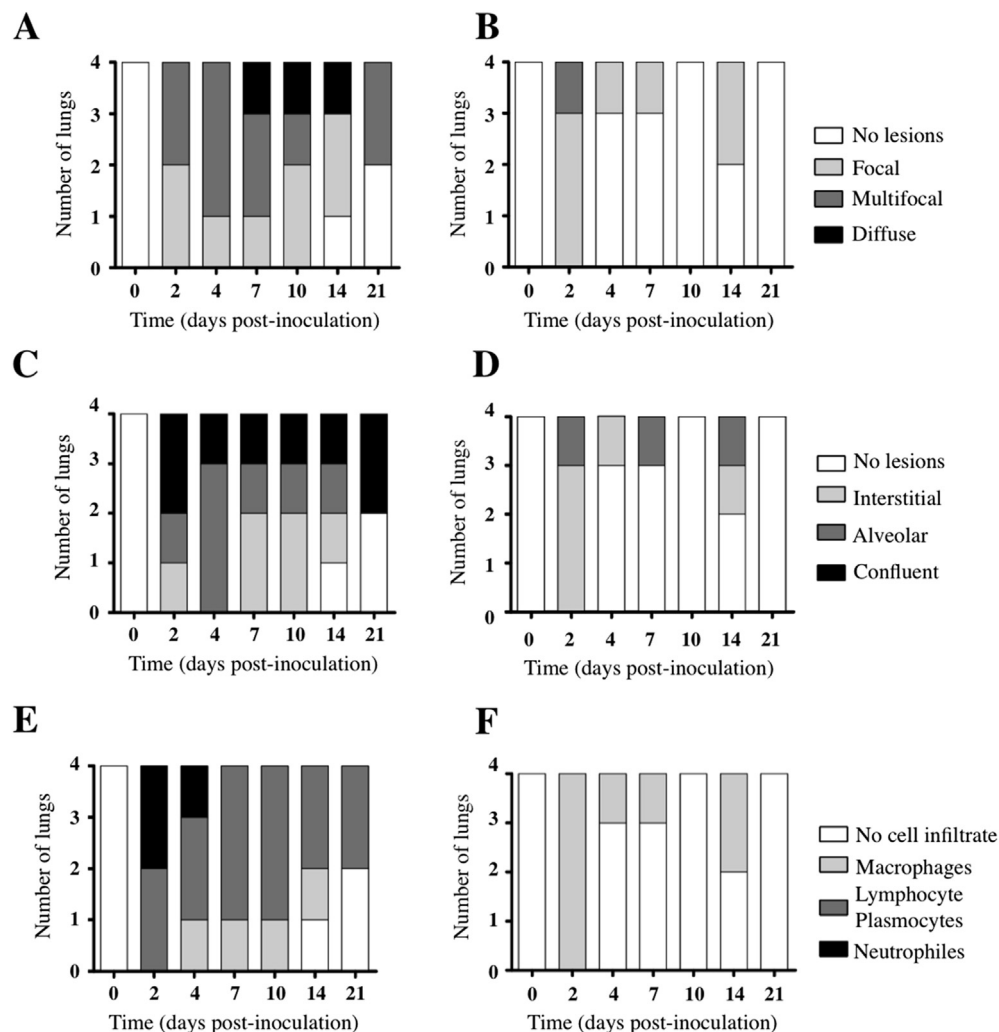 A
Number of lungs
4
3
2
1
0
0 2 4 7 10 14 21
Time (days post-inoculation)
B
Number of lungs
4
3
2
1
0
0 2 4 7 10 14 21
Time (days post-inoculation)
No lesions
Focal
Multifocal
Diffuse
C
Number of lungs
4
3
2
1
0
0 2 4 7 10 14 21
Time (days post-inoculation)
D
Number of lungs
4
3
2
1
0
0 2 4 7 10 14 21
Time (days post-inoculation)
No lesions
Interstitial
Alveolar
Confluent
E
Number of lungs
4
3
2
1
0
0 2 4 7 10 14 21
Time (days post-inoculation)
F
Number of lungs
4
3
2
1
0
0 2 4 7 10 14 21
Time (days post-inoculation)
No cell infiltrate
Macrophages
Lymphocyte
Plasmocytes
Neutrophiles